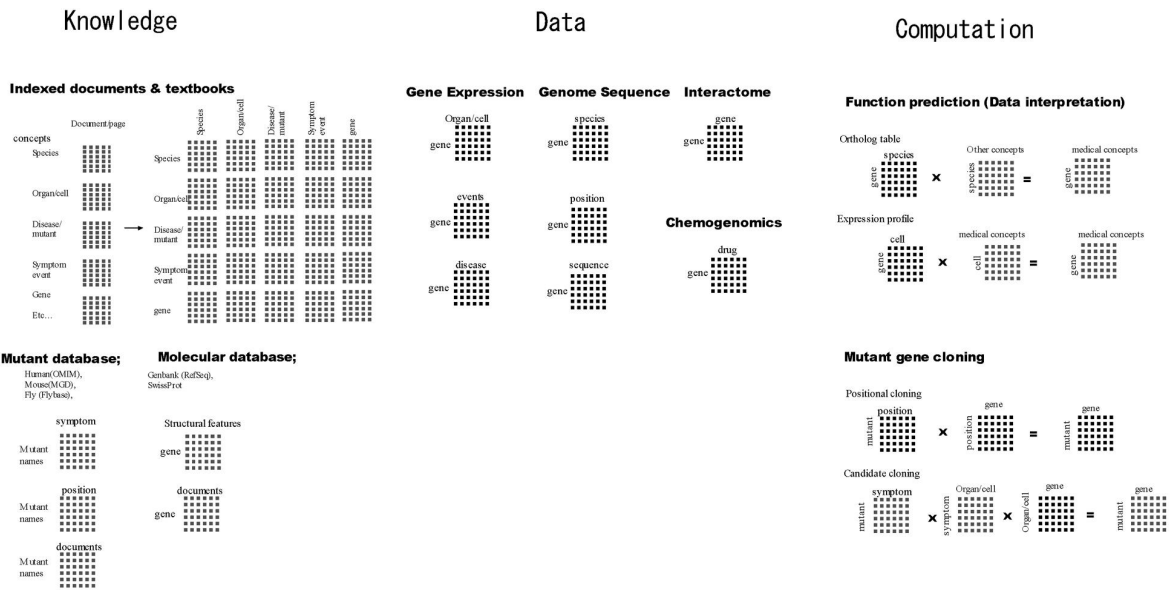 Knowledge
Indexed documents & textbooks
Document/page
concepts
Species
Organ/cell
Disease/
mutant
Symptom
event
Gene
Etc…
Species
Organ/cell
Disease/
mutant
Symptom
event
gene
Species
Organ/cell
Disease/
mutant
Symptom
event
gene
Mutant database;
Human(OMIM),
Mouse(MGD),
Fly (Flybase),
symptom
Mutant
names
position
Mutant
names
documents
Mutant
names
Molecular database;
Genbank (RefSeq),
SwissProt
Structural features
gene
documents
gene
Data
Gene Expression
Organ/cell
gene
events
gene
disease
gene
Genome Sequence
species
gene
position
gene
sequence
gene
Interactome
gene
gene
Chemogenomics
drug
gene
Computation
Function prediction (Data interpretation)
Ortholog table
species
gene
x
Other concepts
species
=
medical concepts
gene
Expression profile
cell
gene
x
medical concepts
cell
=
medical concepts
gene
Mutant gene cloning
Positional cloning
position
mutant
x
gene
position
=
gene
mutant
Candidate cloning
symptom
mutant
x
Organ/cell
symptom
x
gene
Organ/cell
=
gene
mutant